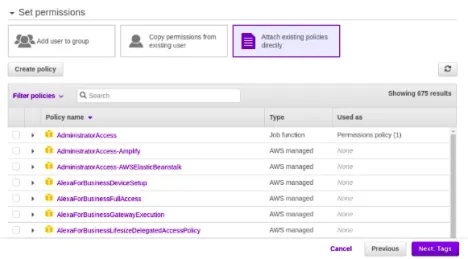 Set permissions
Add user to group
Copy permissions from existing user
Attach existing policies directly
Create policy
Filter policies
Search
Showing 675 results
Policy name Type Used as
AdministratorAccess Job function Permissions policy (1)
AdministratorAccess-Amplify AWS managed None
AdministratorAccess-AWSElasticBeanstalk AWS managed None
AlexaForBusinessDeviceSetup AWS managed None
AlexaForBusinessFullAccess AWS managed None
AlexaForBusinessGatewayExecution AWS managed None
AlexaForBusinessLifesizeDelegatedAccessPolicy AWS managed None
Cancel Previous Next: Tags